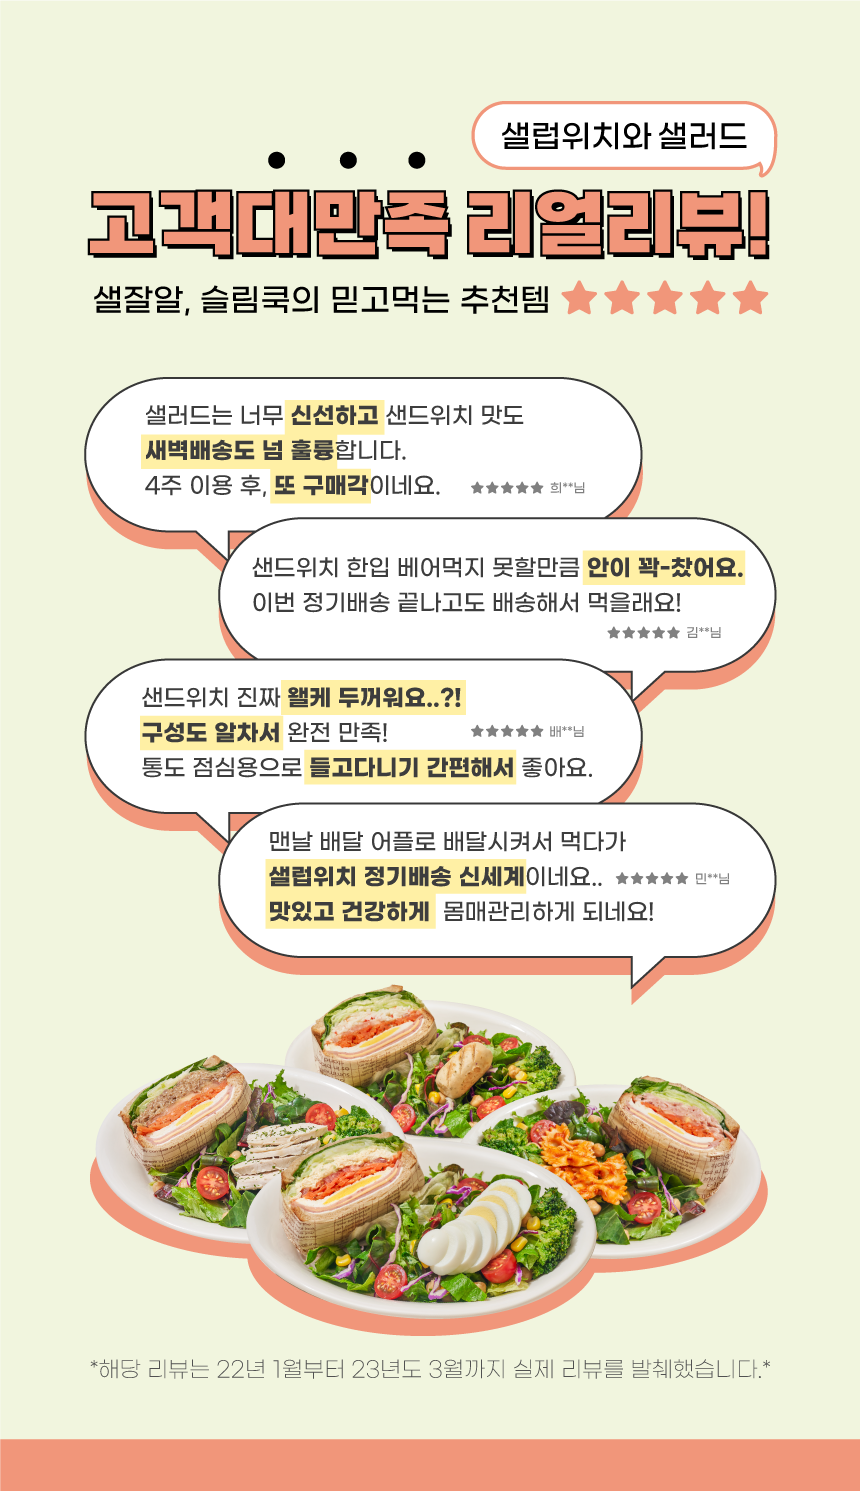 샐럽위치와 샐러드
고객대만족 리얼리뷰!
샐잘알, 슬림쿡의 믿고먹는 추천템
샐러드는 너무 신선하고 샌드위치 맛도
새벽배송도 넘 훌륭합니다.
4주 이용 후, 또 구매각이네요. ★★★★★ 희**님
샌드위치 한입 베어먹지 못할만큼 안이 꽉-찼어요.
이번 정기배송 끝나고도 배송해서 먹을래요!
★★★★★ 김**님
샌드위치 진짜 왤케 두꺼워요..?!
구성도 알차서 완전 만족! ★★★★★ 배**님
통도 점심용으로 들고다니기 간편해서 좋아요.
맨날 배달 어플로 배달시켜서 먹다가
샐럽위치 정기배송 신세계이네요.. ★★★★★ 민**님
맛있고 건강하게 몸매관리하게 되네요!
*해당 리뷰는 22년 1월부터 23년도 3월까지 실제 리뷰를 발췌했습니다.*